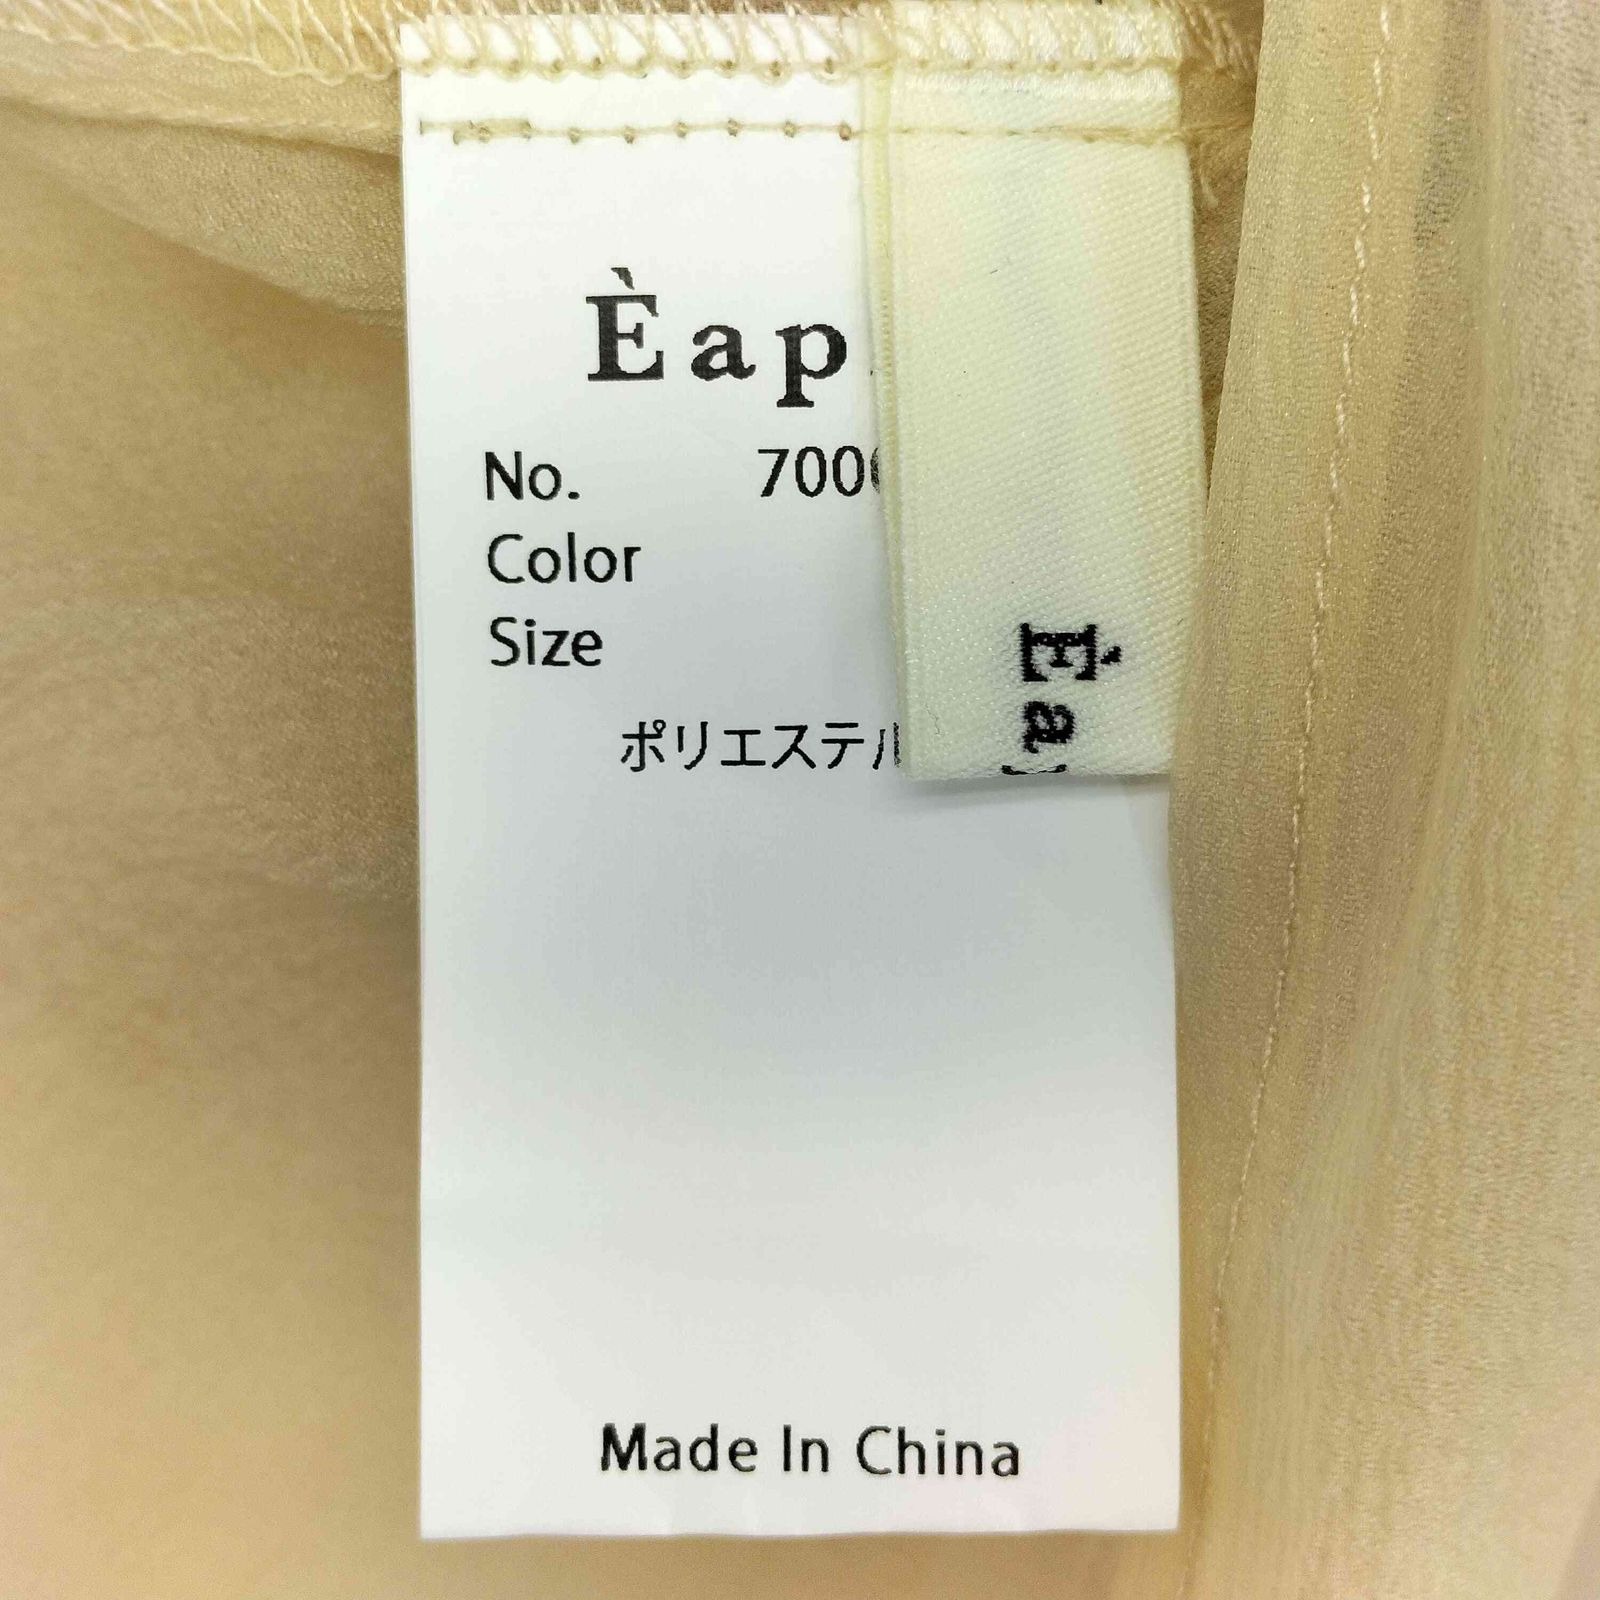 Èap
No. 700
Color
Size
ポリエステル
Made In China
Èa